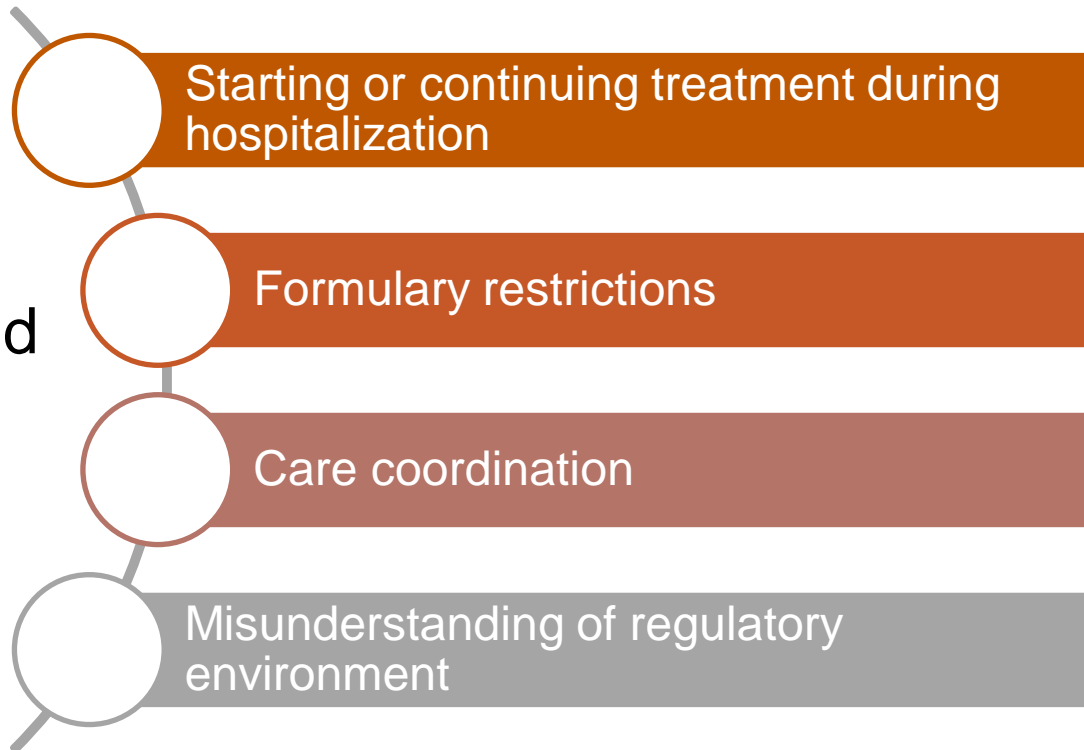 Starting or continuing treatment during
hospitalization
Formulary restrictions
d
Care coordination
Misunderstanding of regulatory
environment